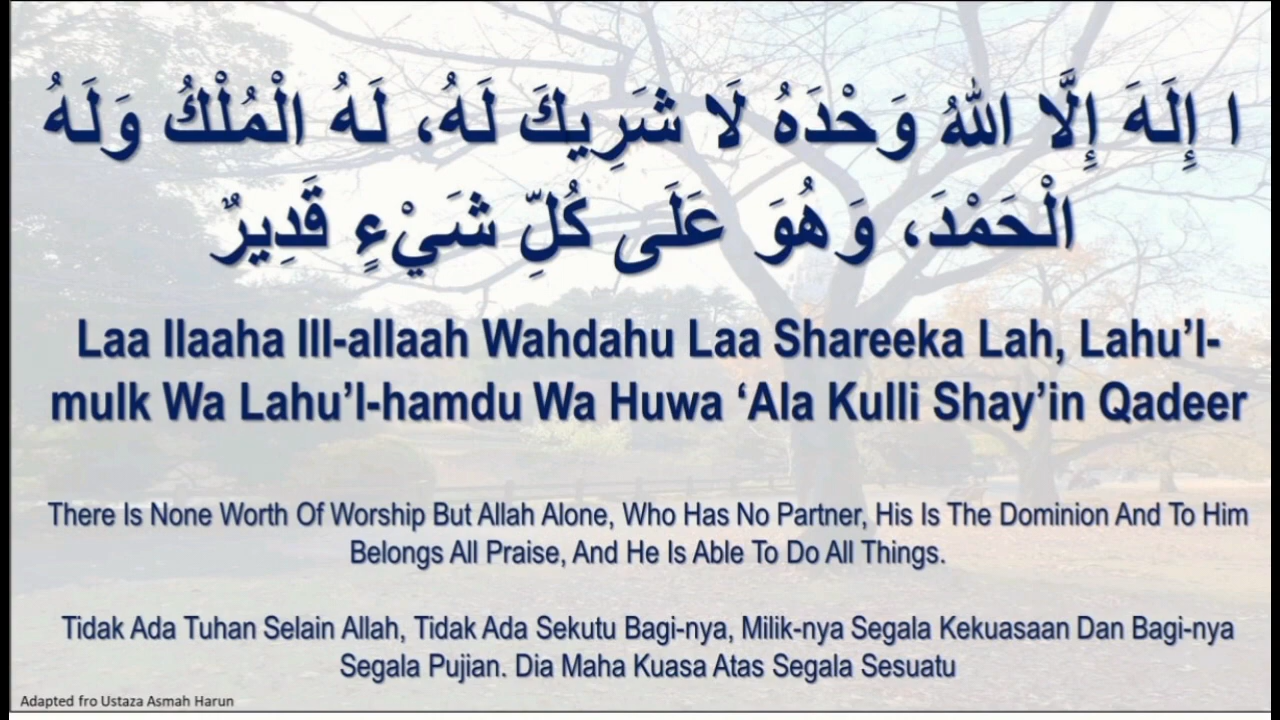 ا إِلَهَ إِلَّا اللهُ وَحْدَهُ لَا شَرِيكَ لَهُ، لَهُ الْمُلْكُ وَلَهُ
الْحَمْدَ، وَهُوَ عَلَى كُلِّ شَيْءٍ قَدِيرٌ
Laa Ilaaha Ill-allaah Wahdahu Laa Shareeka Lah, Lahu’l-
mulk Wa Lahu’l-hamdu Wa Huwa ‘Ala Kulli Shay’in Qadeer
There Is None Worth Of Worship But Allah Alone, Who Has No Partner, His Is The Dominion And To Him
Belongs All Praise, And He Is Able To Do All Things.
Tidak Ada Tuhan Selain Allah, Tidak Ada Sekutu Bagi-nya, Milik-nya Segala Kekuasaan Dan Bagi-nya
Segala Pujian. Dia Maha Kuasa Atas Segala Sesuatu
Adapted fro Ustaza Asmah Harun